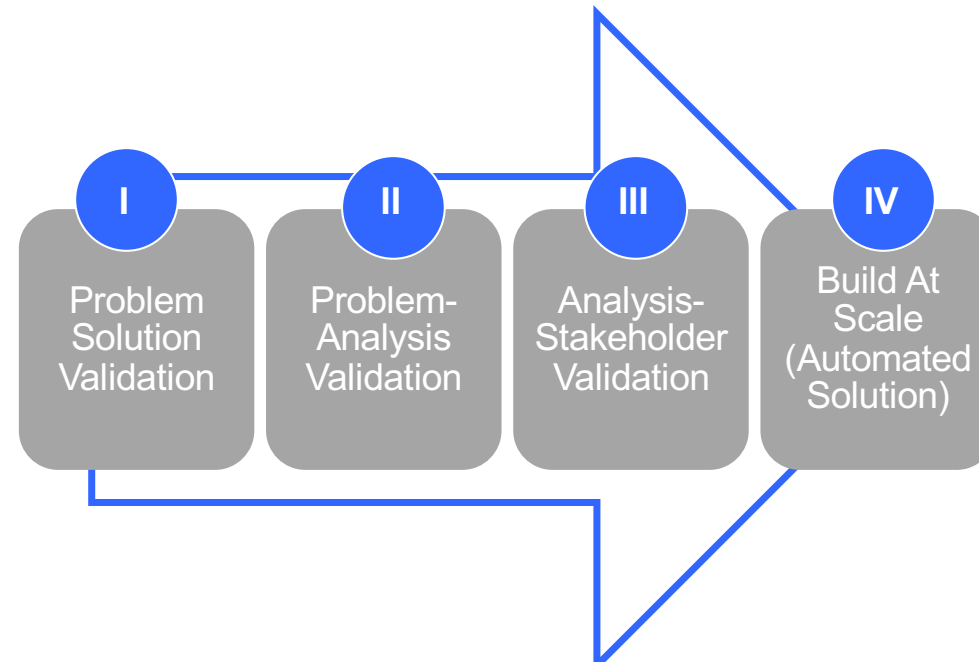 I
Problem
Solution
Validation
II
Problem-
Analysis
Validation
III
Analysis-
Stakeholder
Validation
IV
Build At
Scale
(Automated
Solution)